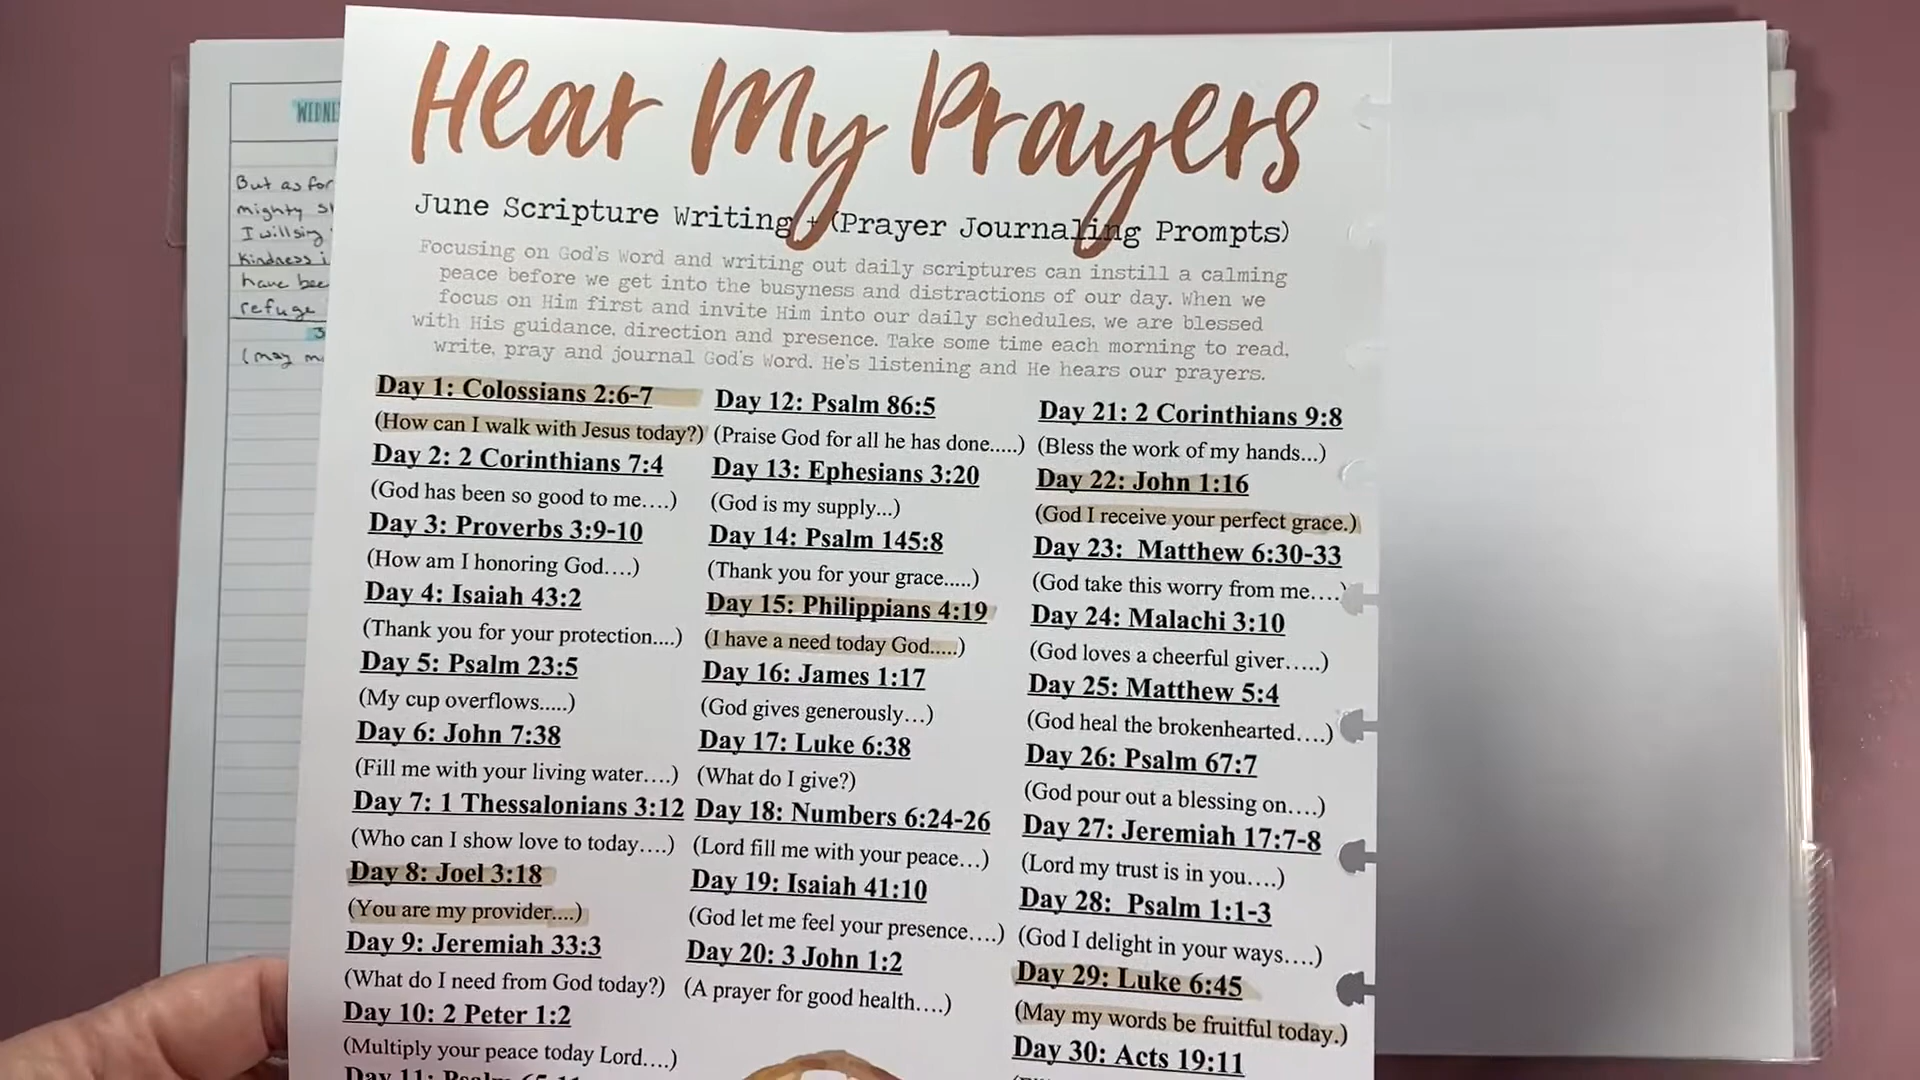 Hear My Prayers
June Scripture Writing + (Prayer Journaling Prompts)
Focusing on God's Word and writing out daily scriptures can instill a calming
peace before we get into the busyness and distractions of our day. When we
focus on Him first and invite Him into our daily schedules, we are blessed
with His guidance, direction and presence. Take some time each morning to read,
write, pray and journal God's Word. He's listening and He hears our prayers.
Day 1: Colossians 2:6-7
(How can I walk with Jesus today?)
Day 2: 2 Corinthians 7:4
(God has been so good to me….)
Day 3: Proverbs 3:9-10
(How am I honoring God….)
Day 4: Isaiah 43:2
(Thank you for your protection....)
Day 5: Psalm 23:5
(My cup overflows.....)
Day 6: John 7:38
(Fill me with your living water….)
Day 7: 1 Thessalonians 3:12
(Who can I show love to today….)
Day 8: Joel 3:18
(You are my provider....)
Day 9: Jeremiah 33:3
(What do I need from God today?)
Day 10: 2 Peter 1:2
(Multiply your peace today Lord….)
Day 11: Psalm
Day 12: Psalm 86:5
(Praise God for all he has done.....)
Day 13: Ephesians 3:20
(God is my supply...)
Day 14: Psalm 145:8
(Thank you for your grace.....)
Day 15: Philippians 4:19
(I have a need today God.....)
Day 16: James 1:17
(God gives generously…)
Day 17: Luke 6:38
(What do I give?)
Day 18: Numbers 6:24-26
(Lord fill me with your peace…)
Day 19: Isaiah 41:10
(God let me feel your presence….)
Day 20: 3 John 1:2
(A prayer for good health….)
Day 21: 2 Corinthians 9:8
(Bless the work of my hands...)
Day 22: John 1:16
(God I receive your perfect grace.)
Day 23: Matthew 6:30-33
(God take this worry from me….)
Day 24: Malachi 3:10
(God loves a cheerful giver…..)
Day 25: Matthew 5:4
(God heal the brokenhearted….)
Day 26: Psalm 67:7
(God pour out a blessing on….)
Day 27: Jeremiah 17:7-8
(Lord my trust is in you….)
Day 28: Psalm 1:1-3
(God I delight in your ways….)
Day 29: Luke 6:45
(May my words be fruitful today.)
Day 30: Acts 19:11
WEDNE
But as for
mighty
I will sing
Kindness i
have bee
refuge
3
(may m